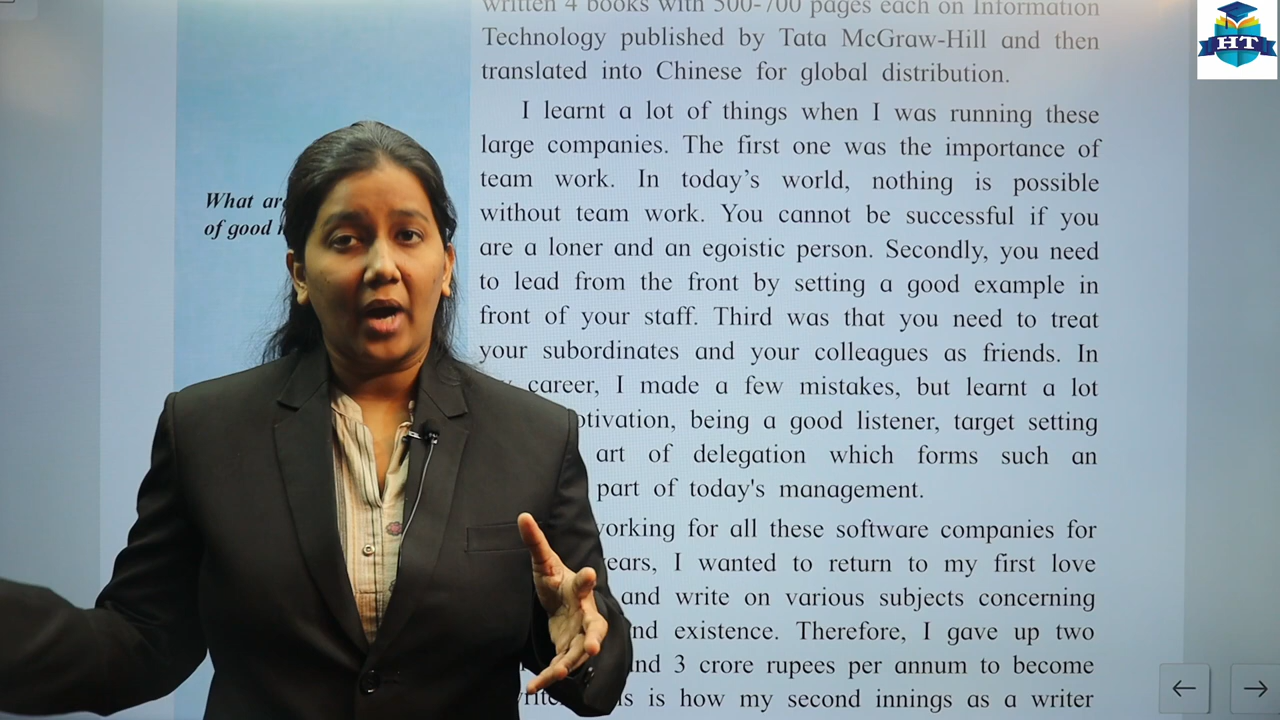 written 4 books with 500-700 pages each on Information
Technology published by Tata McGraw-Hill and then
translated into Chinese for global distribution.
I learnt a lot of things when I was running these
large companies. The first one was the importance of
team work. In today's world, nothing is possible
without team work. You cannot be successful if you
are a loner and an egoistic person. Secondly, you need
to lead from the front by setting a good example in
front of your staff. Third was that you need to treat
your subordinates and your colleagues as friends. In
career, I made a few mistakes, but learnt a lot
being a good listener, target setting
art of delegation which forms such an
part of today's management.
for all these software companies for
I wanted to return to my first love
and write on various subjects concerning
existence. Therefore, I gave up two
3 crore rupees per annum to become
is how my second innings as a writer
What
of good
HT